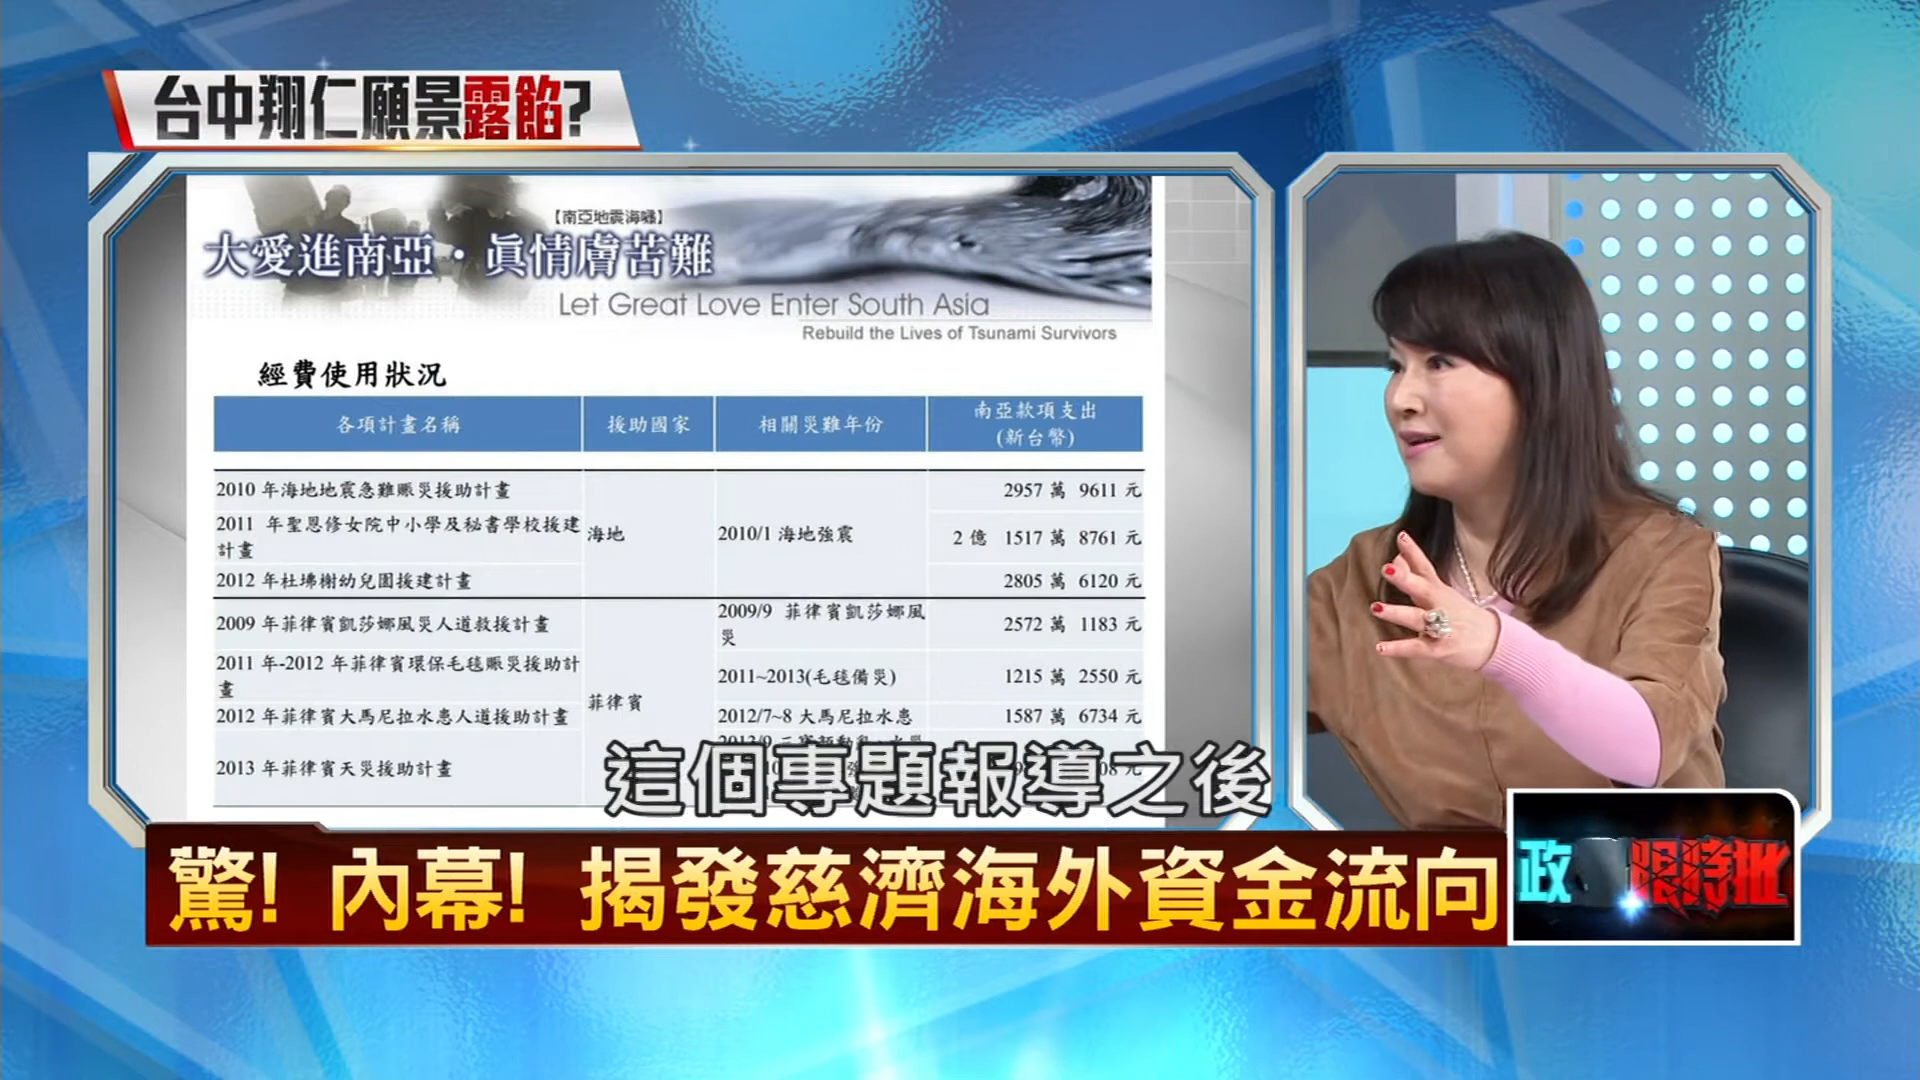 台中翔仁願景露餡?
【南亞地震海嘯】
大愛進南亞・真情膚苦難
Let Great Love Enter South Asia
Rebuild the Lives of Tsunami Survivors
經費使用狀況
各項計畫名稱 援助國家 相關災難年份 南亞款項支出
(新台幣)
2010 年海地地震急難賑災援助計畫 2957 萬 9611 元
2011 年聖恩修女院中小學及秘書學校援建
計畫 海地 2010/1 海地強震 2 億 1517 萬 8761 元
2012 年杜埽榭幼兒園援建計畫 2805 萬 6120 元
2009 年菲律賓凱莎娜風災人道救援計畫 2009/9 菲律賓凱莎娜風
災 2572 萬 1183 元
2011 年-2012 年菲律賓環保毛毯賑災援助計
畫 菲律賓 2011~2013(毛毯備災) 1215 萬 2550 元
2012 年菲律賓大馬尼拉水患人道援助計畫 2012/7~8 大馬尼拉水患 1587 萬 6734 元
2013 年菲律賓天災援助計畫
這個專題報導之後
驚! 內幕! 揭發慈濟海外資金流向
政 眼待批